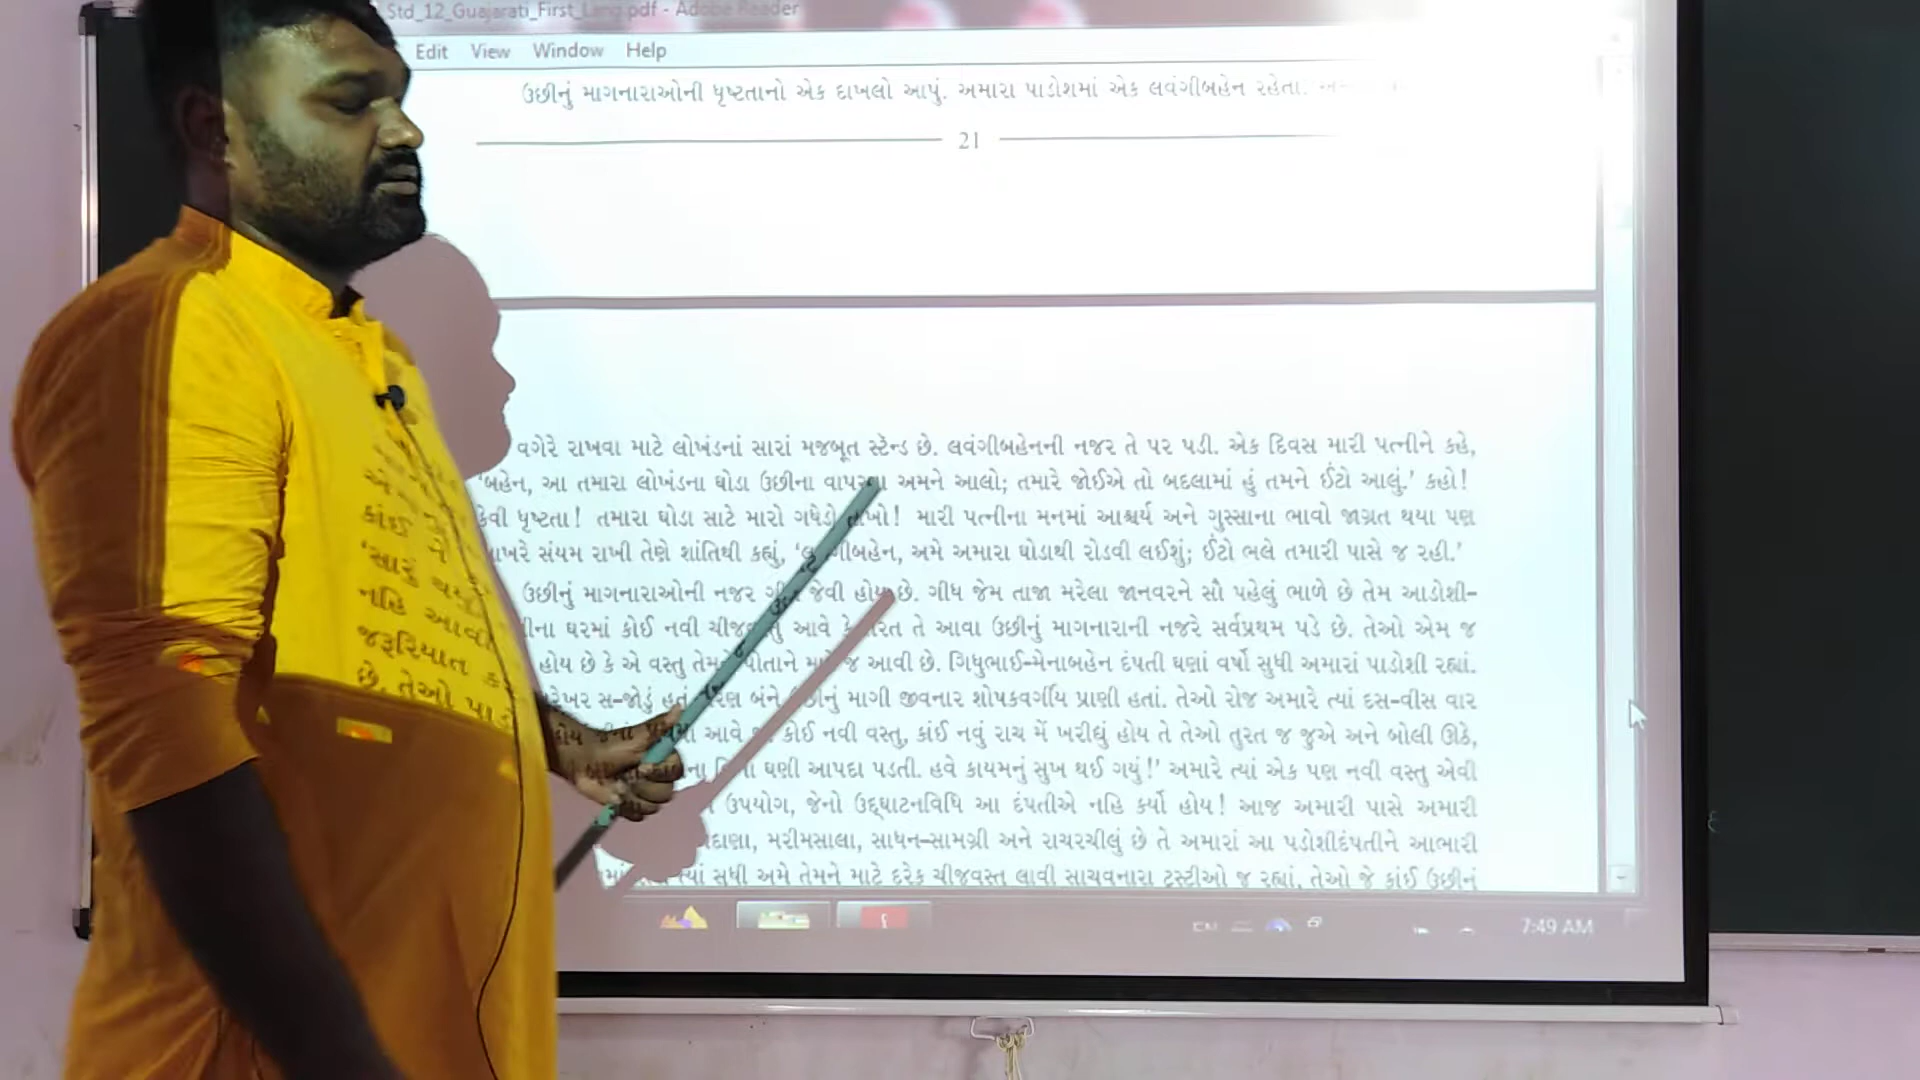 Std_12_Guajarati_First_Lang.pdf - Adobe Reader
Edit View Window Help
ઉછીનું માગનારાઓની ધૃષ્ટતાનો એક દાખલો આપું. અમારા પાડોશમાં એક લવંગીબહેન રહેતા.
21
વગેરે રાખવા માટે લોખંડનાં સારાં મજબૂત સ્ટૅન્ડ છે. લવંગીબહેનની નજર તે પર પડી. એક દિવસ મારી પત્નીને કહે,
'બહેન, આ તમારા લોખંડના ઘોડા ઉછીના વાપરવા અમને આલો; તમારે જોઈએ તો બદલામાં હું તમને ઈંટો આલું.' કહો!
કેવી ધૃષ્ટતા! તમારા ઘોડા સાટે મારો ગધેડો રાખો! મારી પત્નીના મનમાં આશ્ચર્ય અને ગુસ્સાના ભાવો જાગ્રત થયા પણ
સંયમ રાખી તેણે શાંતિથી કહ્યું, અમે અમારા ઘોડાથી રોડવી લઈશું; ઈંટો ભલે તમારી પાસે જ રહી.'
ઉછીનું માગનારાઓની નજર જેવી હોય છે. ગીધ જેમ તાજા મરેલા જાનવરને સૌ પહેલું ભાળે છે તેમ આડોશી-
ઘરમાં કોઈ નવી આવે કે તે આવા ઉછીનું માગનારાની નજરે સર્વપ્રથમ પડે છે. તેઓ એમ જ
હોય છે કે એ વસ્તુ પોતાને માટે જ આવી છે. ગિધુભાઈ-મેનાબહેન દંપતી ઘણાં વર્ષો સુધી અમારાં પાડોશી રહ્યાં.
સ-જોડું હતું બંને માગી જીવનાર શોષકવર્ગીય પ્રાણી હતાં. તેઓ રોજ અમારે ત્યાં દસ-વીસ વાર
આવે કોઈ નવી વસ્તુ, કાંઈ નવું રાચ મેં ખરીદ્યું હોય તે તેઓ તુરત જ જુએ અને બોલી ઊઠે,
ઘણી આપદા પડતી. હવે કાયમનું સુખ થઈ ગયું!' અમારે ત્યાં એક પણ નવી વસ્તુ એવી
ઉપયોગ, જેનો ઉદ્ઘાટનવિધિ આ દંપતીએ નહિ કર્યો હોય! આજ અમારી પાસે અમારી
મરીમસાલા, સાધન-સામગ્રી અને રાચરચીલું છે તે અમારાં આ પડોશીદંપતીને આભારી
ત્યાં સુધી અમે તેમને માટે દરેક ચીજવસ્તુ લાવી સાચવનારા ટ્રસ્ટીઓ જ રહ્યાં. તેઓ જે કાંઈ ઉછીનું
EN
7:49 AM